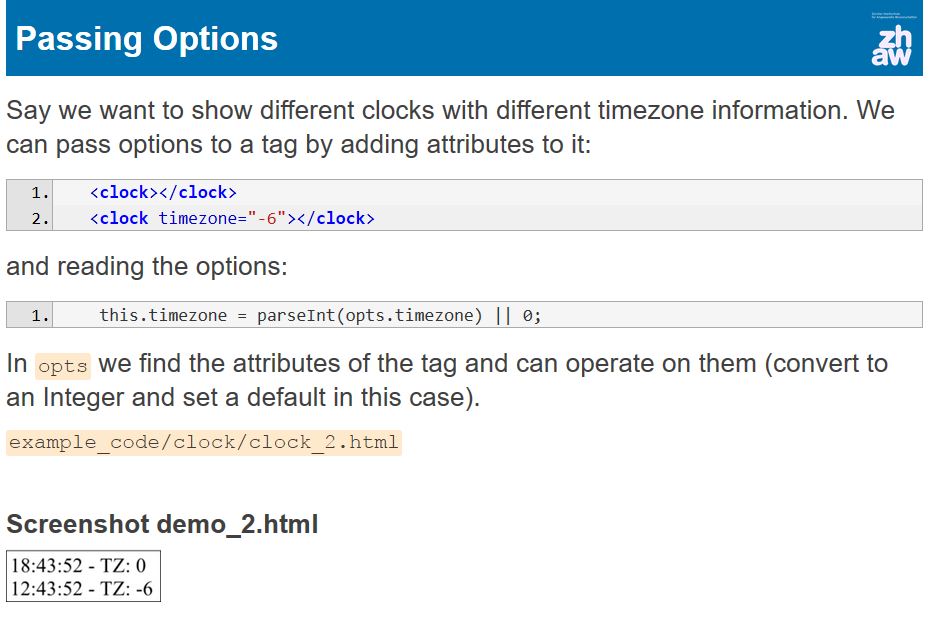 Passing Options
zh
aw
Say we want to show different clocks with different timezone information. We
can pass options to a tag by adding attributes to it:
1. <clock></clock>
2. <clock timezone="-6"></clock>
and reading the options:
1. this.timezone = parseInt(opts.timezone) || 0;
In opts we find the attributes of the tag and can operate on them (convert to
an Integer and set a default in this case).
example_code/clock/clock_2.html
Screenshot demo_2.html
18:43:52 - TZ: 0
12:43:52 - TZ: -6